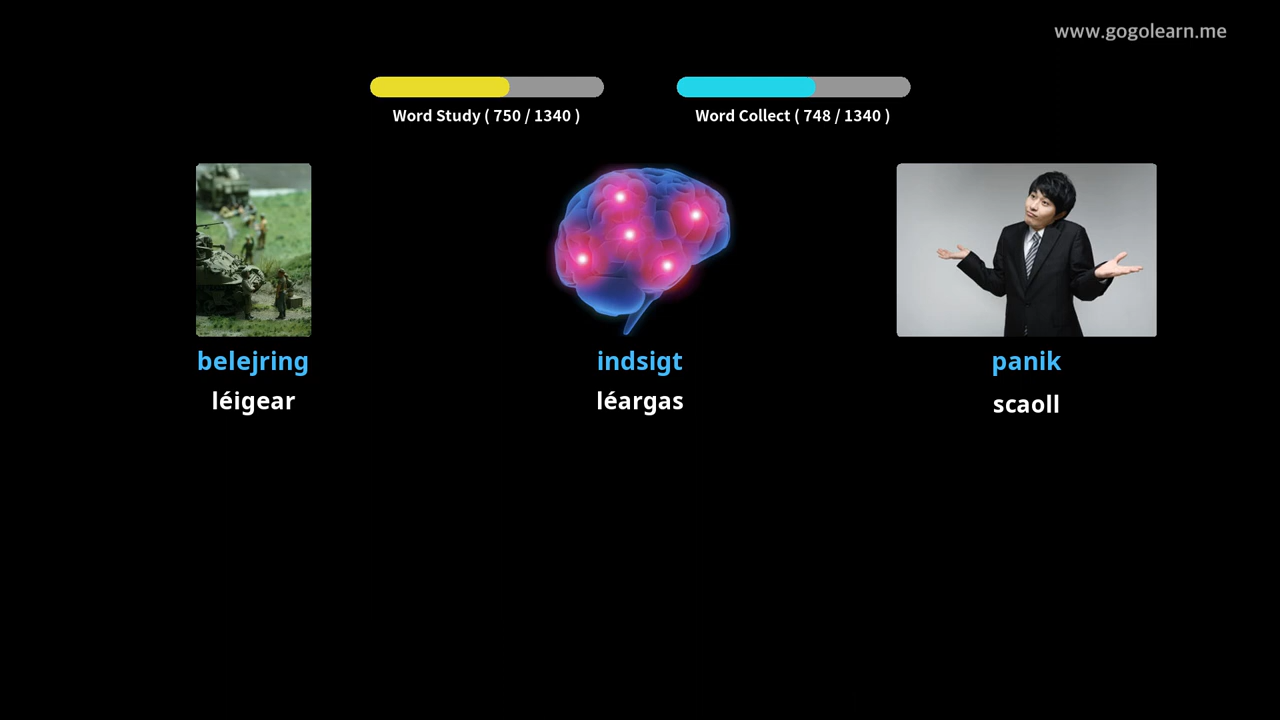 www.gogolearn.me
Word Study ( 750 / 1340 )
Word Collect ( 748 / 1340 )
belejring
indsigt
panik
léigear
léargas
scaoll